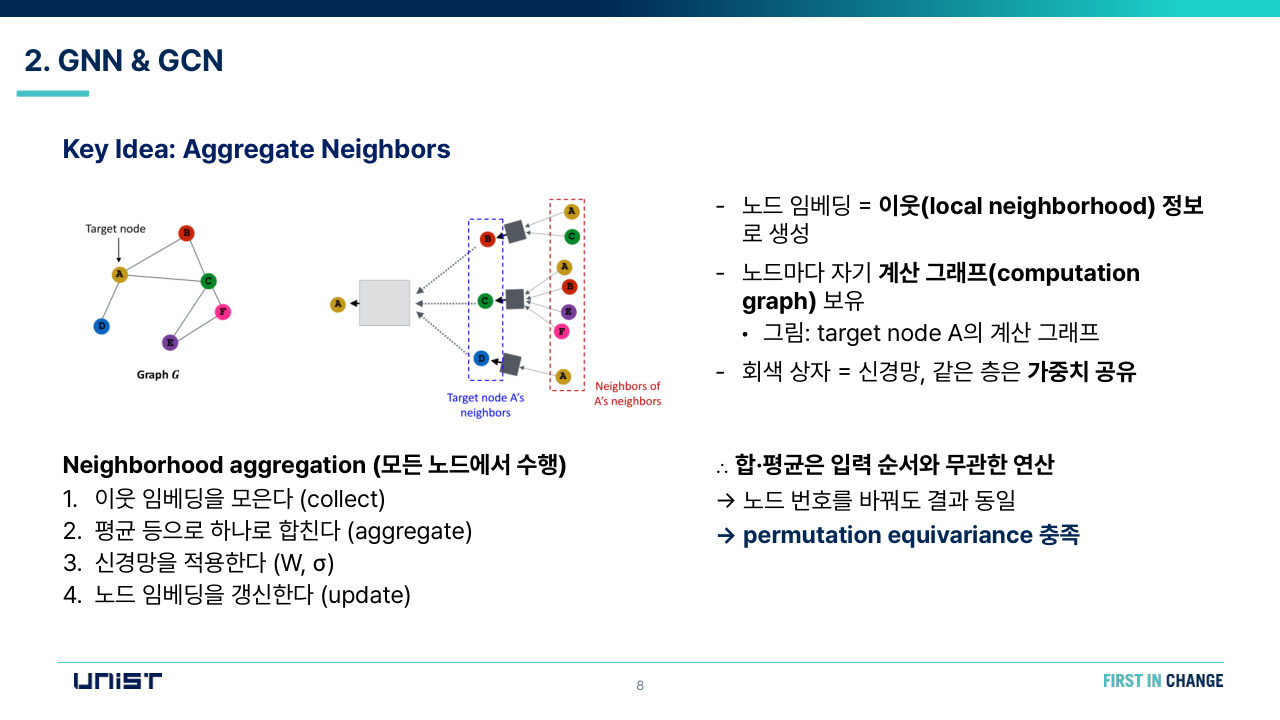 2. GNN & GCN
Key Idea: Aggregate Neighbors
Target node
A
B
C
D
E
F
Graph G
A
B
C
D
A
C
A
B
E
F
A
Target node A's
neighbors
Neighbors of
A's neighbors
- 노드 임베딩 = 이웃(local neighborhood) 정보
로 생성
- 노드마다 자기 계산 그래프(computation
graph) 보유
• 그림: target node A의 계산 그래프
- 회색 상자 = 신경망, 같은 층은 가중치 공유
Neighborhood aggregation (모든 노드에서 수행)
1. 이웃 임베딩을 모은다 (collect)
2. 평균 등으로 하나로 합친다 (aggregate)
3. 신경망을 적용한다 (W, σ)
4. 노드 임베딩을 갱신한다 (update)
∴ 합·평균은 입력 순서와 무관한 연산
→ 노드 번호를 바꿔도 결과 동일
→ permutation equivariance 충족
UNIST
8
FIRST IN CHANGE